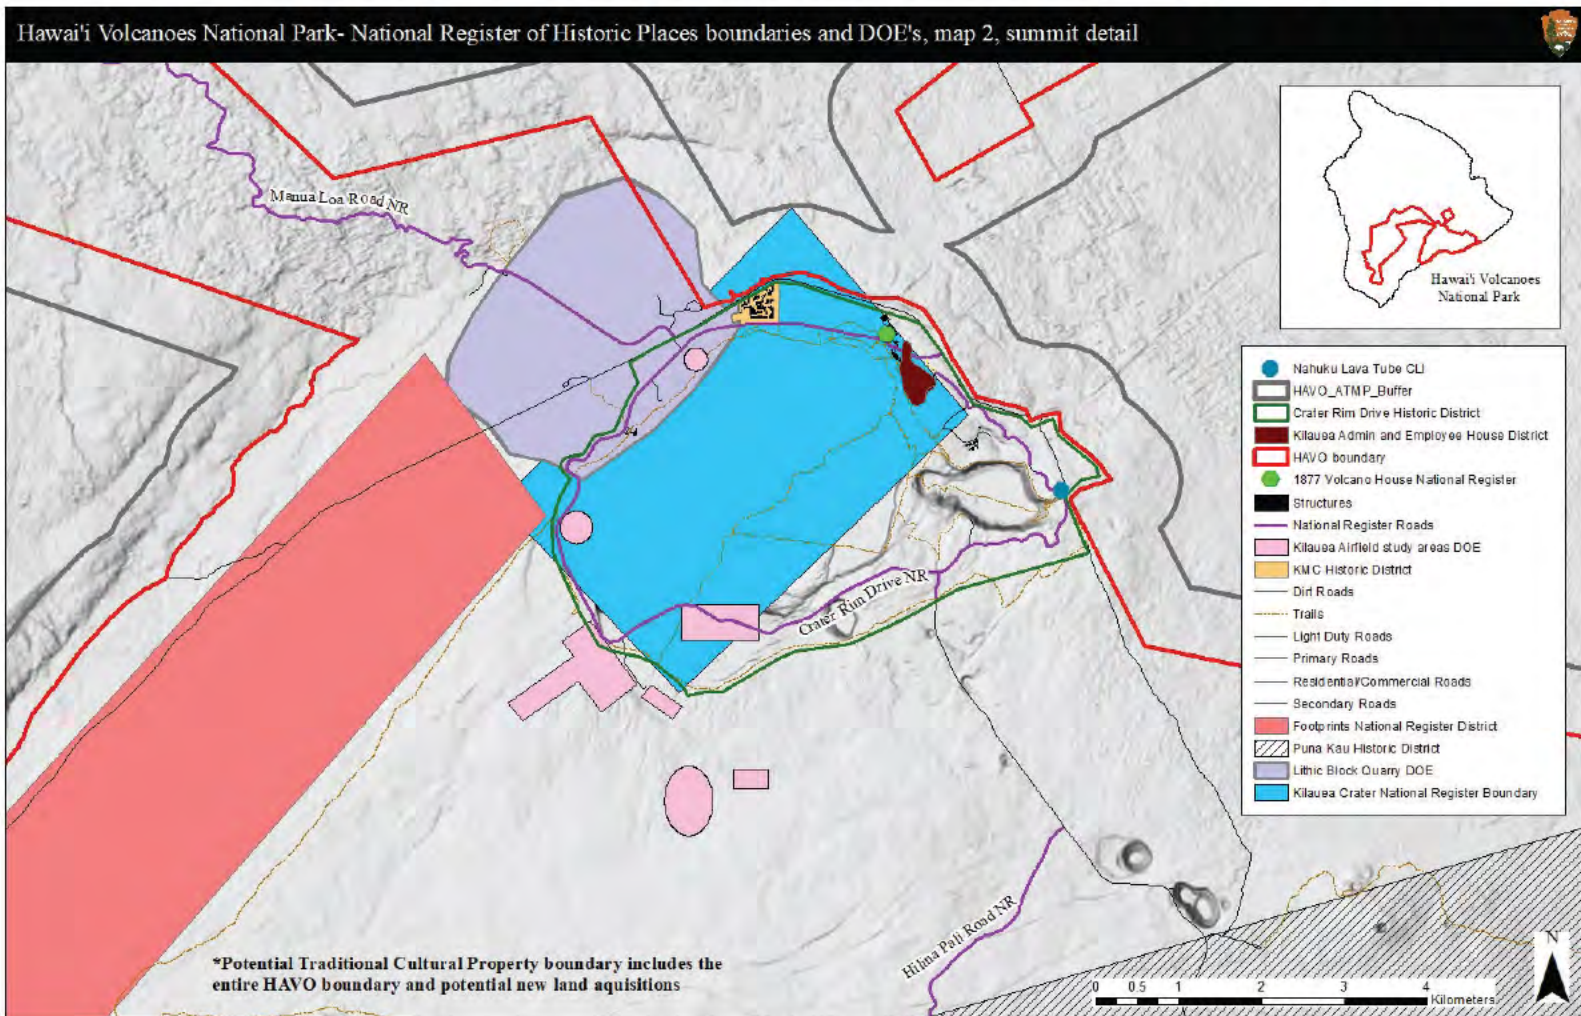 Hawai'i Volcanoes National Park- National Register of Historic Places boundaries and DOE's, map 2, summit detail
Manua Loa Road NR
Hawai'i Volcanoes
National Park
Nahuku Lava Tube CLI
HAVO_ATMP_Buffer
Crater Rim Drive Historic District
Kilauea Admin and Employee House District
HAVO boundary
1877 Volcano House National Register
Structures
National Register Roads
Kilauea Airfield study areas DOE
KMC Historic District
Dirt Roads
Trails
Light Duty Roads
Primary Roads
Residential/Commercial Roads
Secondary Roads
Footprints National Register District
Puna Kau Historic District
Lithic Block Quarry DOE
Kilauea Crater National Register Boundary
Crater Rim Drive NR
Hilina Pali Road NR
*Potential Traditional Cultural Property boundary includes the
entire HAVO boundary and potential new land aquisitions
N
0 0.5 1 2 3 4
Kilometers